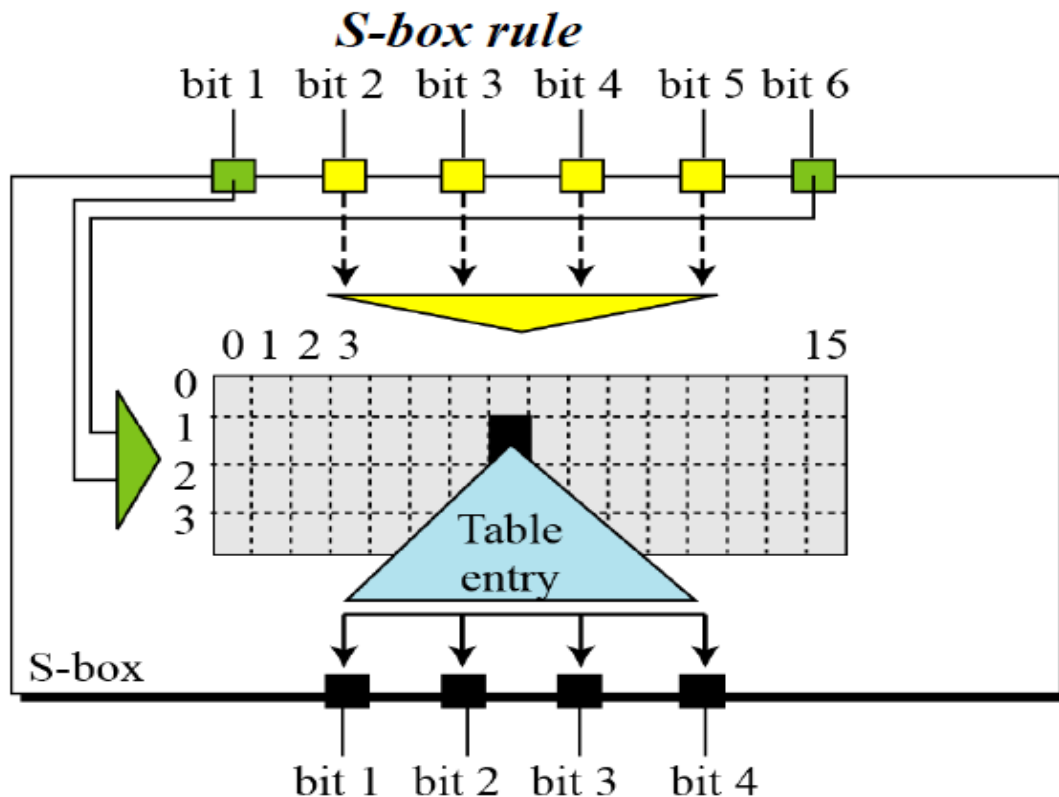 S-box rule
bit 1 bit 2 bit 3 bit 4 bit 5 bit 6
0 1 2 3 15
0
1
2
3
Table
entry
S-box
bit 1 bit 2 bit 3 bit 4